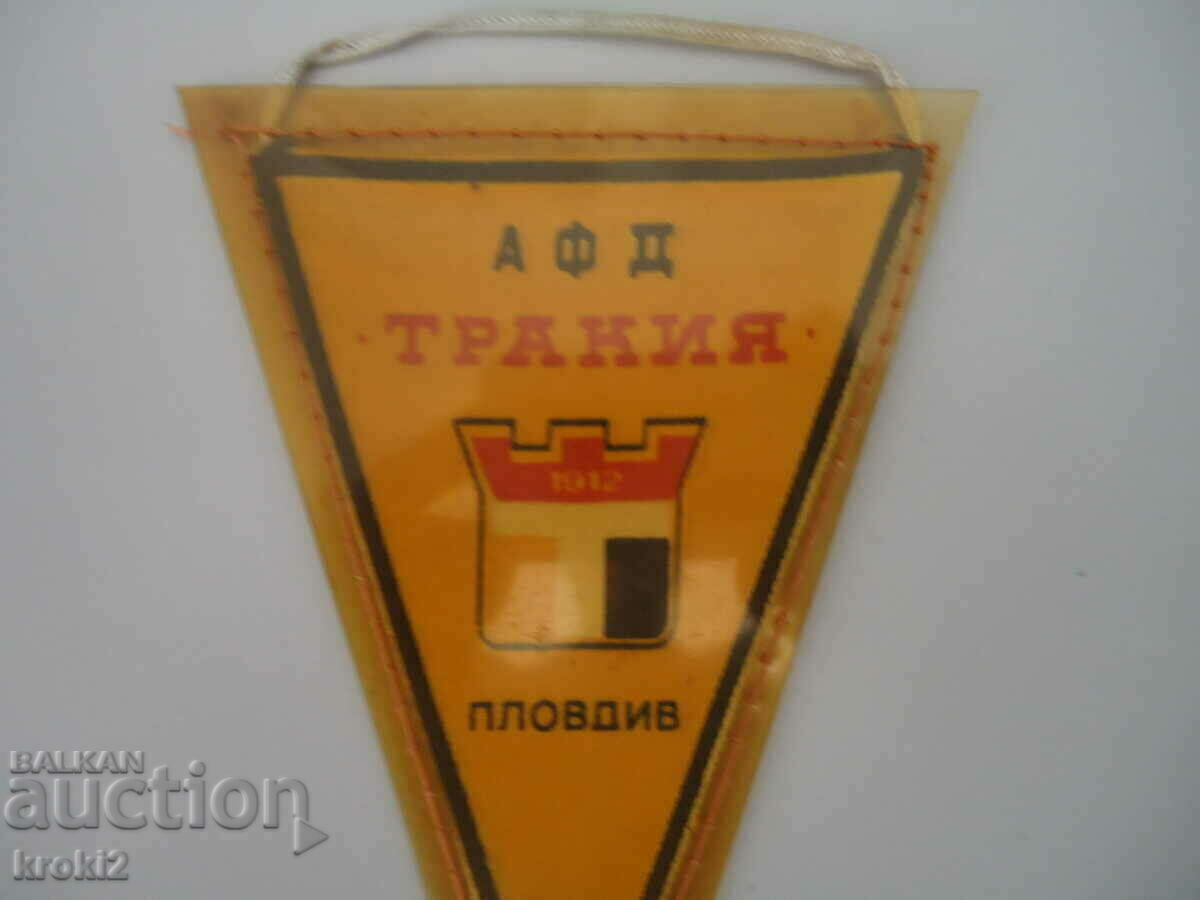 АФД
·ТРАКИЯ·
1912
ПЛОВДИВ
BALKAN
auction
kroki2